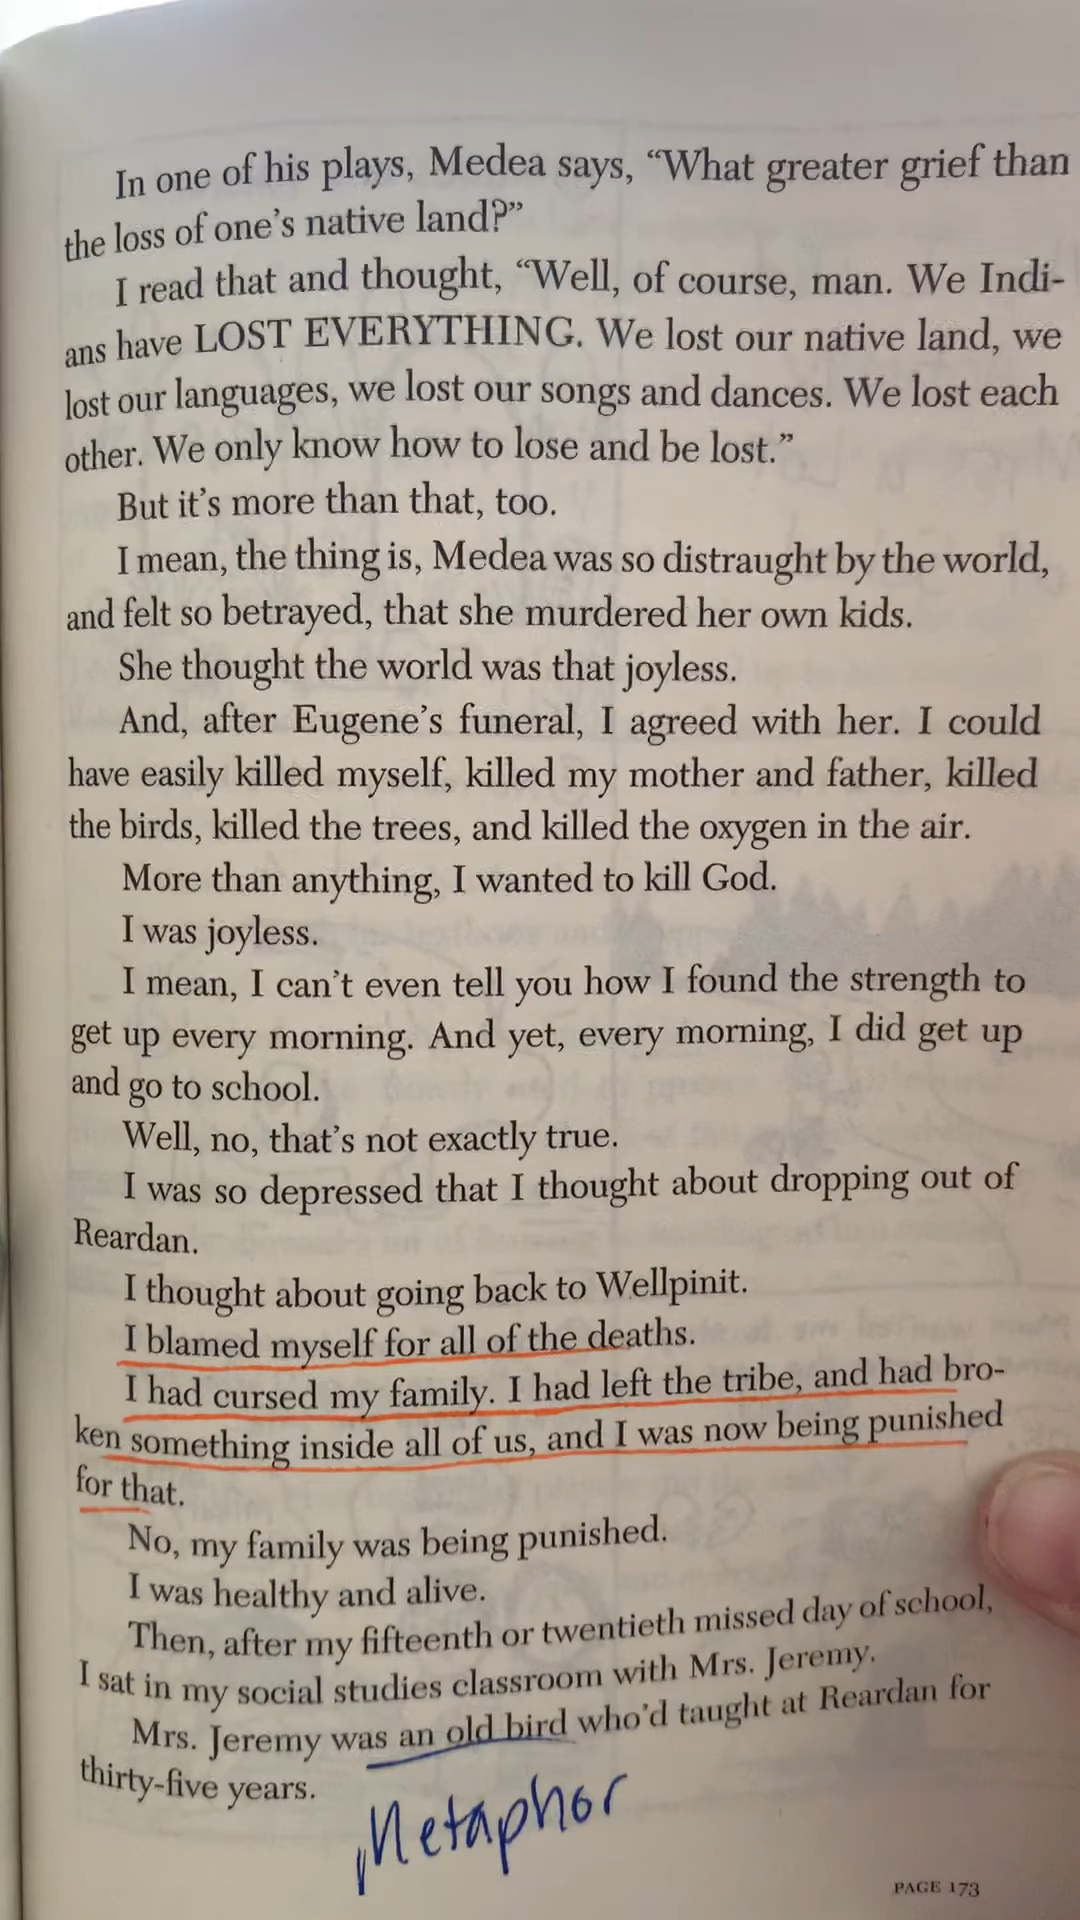 In one of his plays, Medea says, “What greater grief than
the loss of one’s native land?”
I read that and thought, “Well, of course, man. We Indi-
ans have LOST EVERYTHING. We lost our native land, we
lost our languages, we lost our songs and dances. We lost each
other. We only know how to lose and be lost.”
But it’s more than that, too.
I mean, the thing is, Medea was so distraught by the world,
and felt so betrayed, that she murdered her own kids.
She thought the world was that joyless.
And, after Eugene’s funeral, I agreed with her. I could
have easily killed myself, killed my mother and father, killed
the birds, killed the trees, and killed the oxygen in the air.
More than anything, I wanted to kill God.
I was joyless.
I mean, I can’t even tell you how I found the strength to
get up every morning. And yet, every morning, I did get up
and go to school.
Well, no, that’s not exactly true.
I was so depressed that I thought about dropping out of
Reardan.
I thought about going back to Wellpinit.
I blamed myself for all of the deaths.
I had cursed my family. I had left the tribe, and had bro-
ken something inside all of us, and I was now being punished
for that.
No, my family was being punished.
I was healthy and alive.
Then, after my fifteenth or twentieth missed day of school,
I sat in my social studies classroom with Mrs. Jeremy.
Mrs. Jeremy was an old bird who’d taught at Reardan for
thirty-five years.
Metaphor
PAGE 173